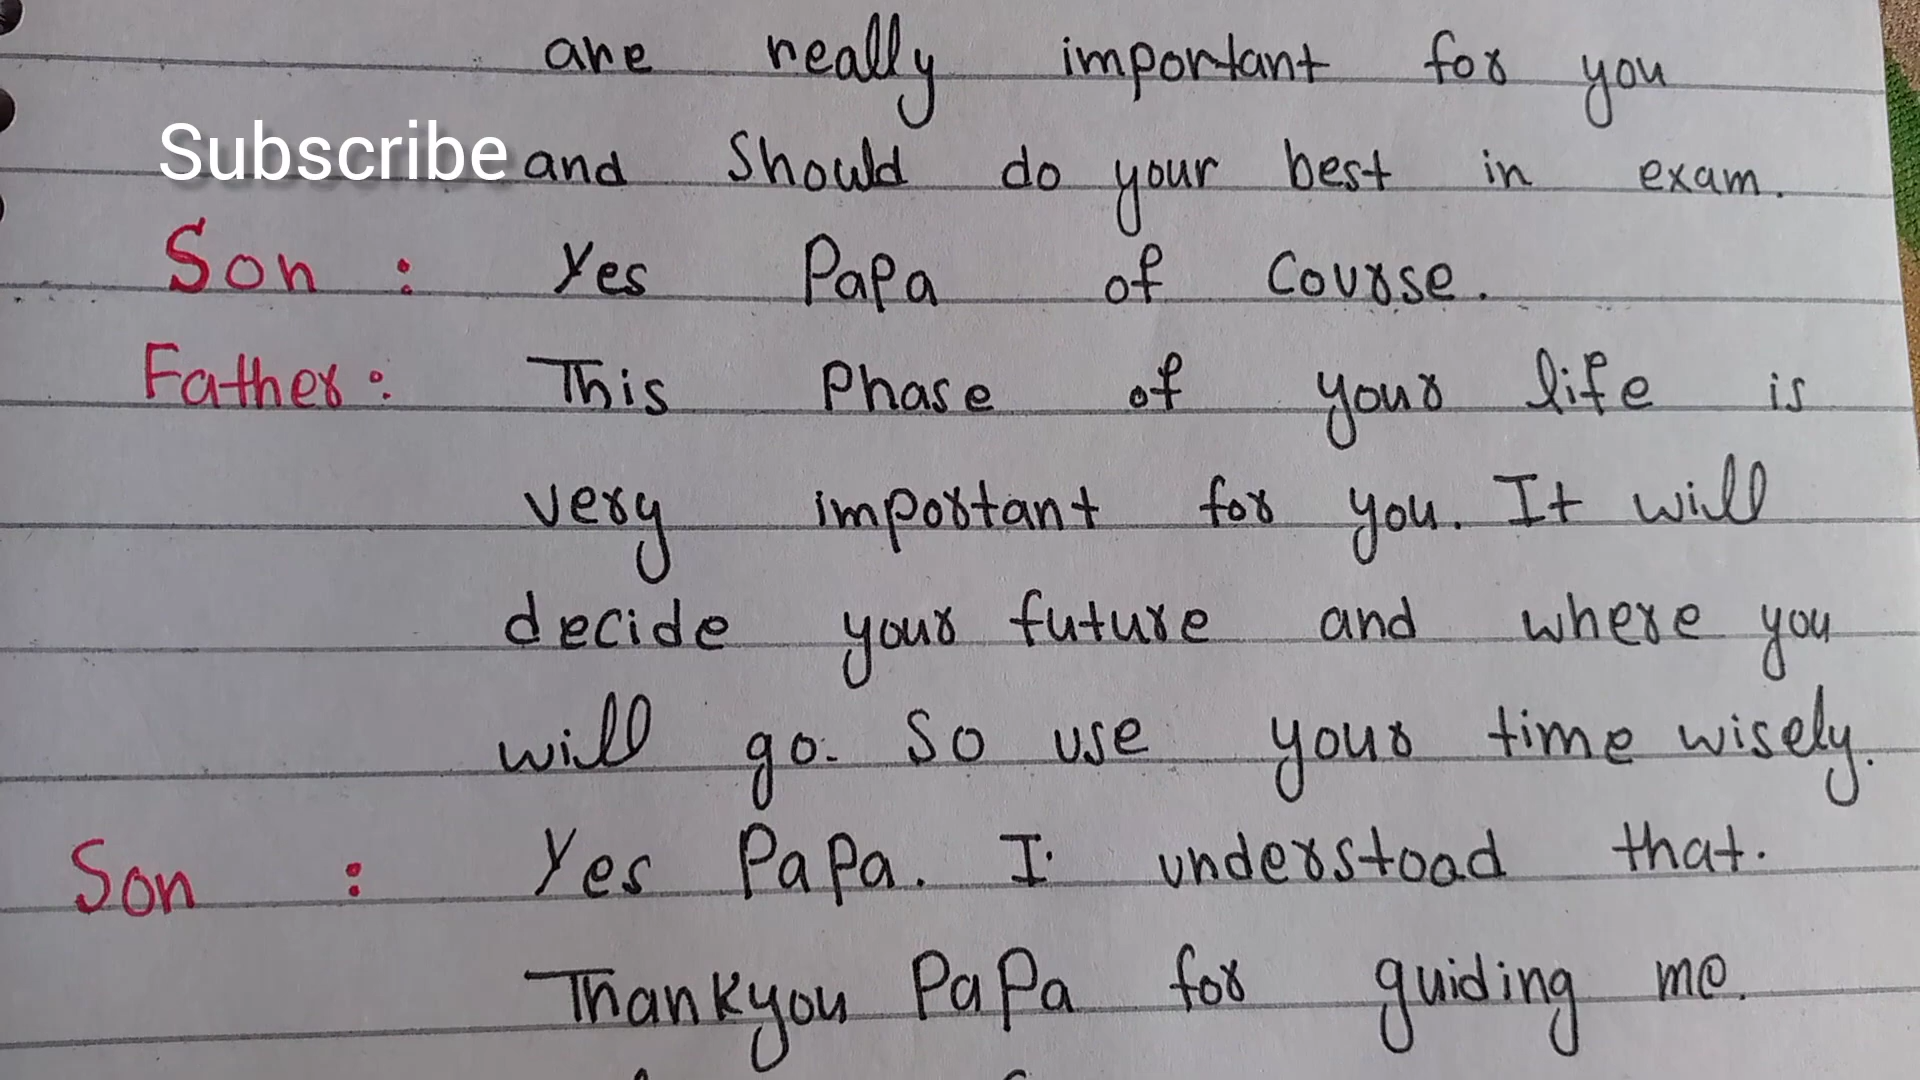 are really important for you
Subscribe and Should do your best in exam.
Son : Yes Papa of Course.
Father : This Phase of your life is
very important for you. It will
decide your future and where you
will go. So use your time wisely.
Son : Yes Papa. I understoad that.
Thankyou PaPa for guiding me.